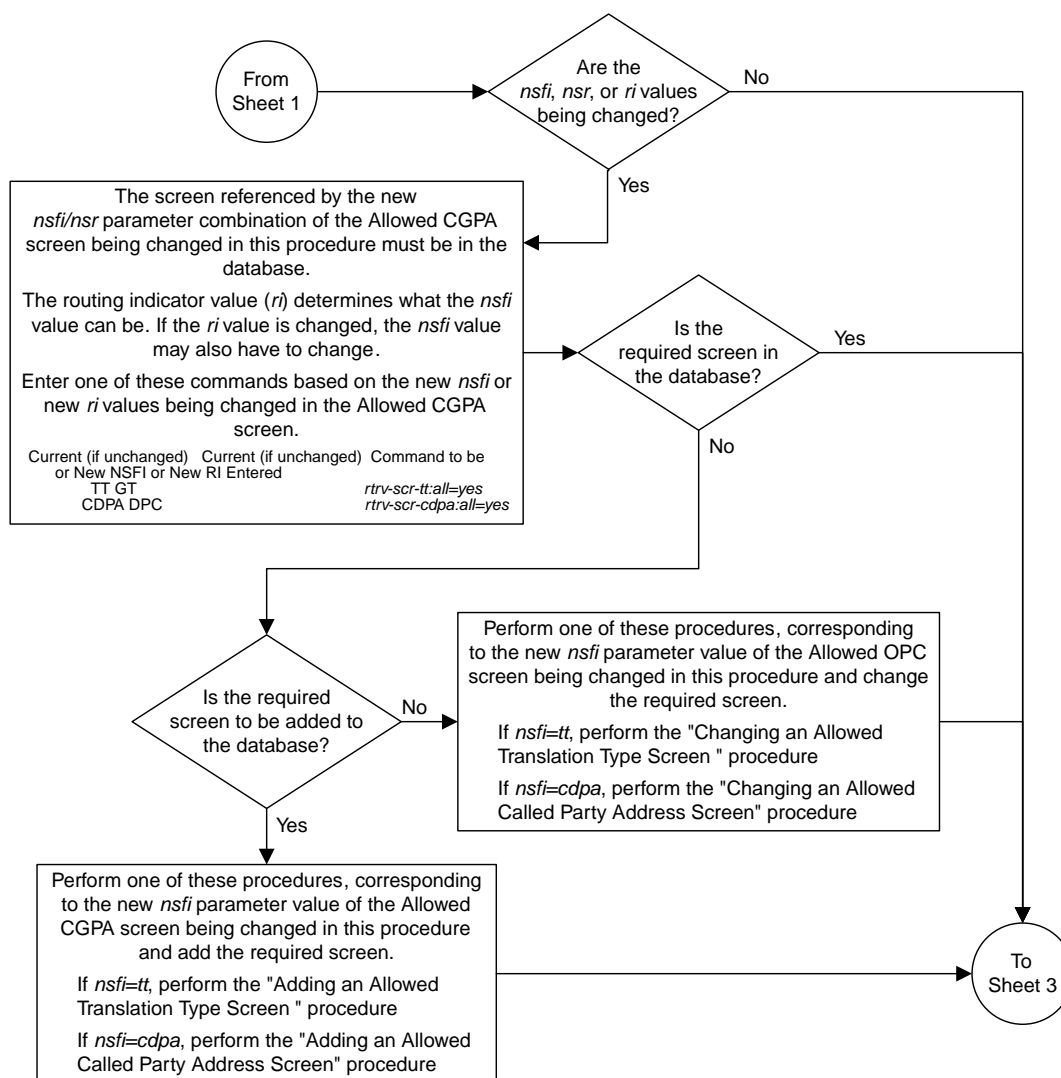 From
Sheet 1
Are the
nsfi, nsr, or ri values
being changed?
No
Yes
The screen referenced by the new
nsfi/nsr parameter combination of the Allowed CGPA
screen being changed in this procedure must be in the
database.
The routing indicator value (ri) determines what the nsfi
value can be. If the ri value is changed, the nsfi value
may also have to change.
Enter one of these commands based on the new nsfi or
new ri values being changed in the Allowed CGPA
screen.
Current (if unchanged) Current (if unchanged) Command to be
or New NSFI or New RI Entered
TT GT rtrv-scr-tt:all=yes
CDPA DPC rtrv-scr-cdpa:all=yes
Is the
required screen in
the database?
Yes
No
Is the required
screen to be added to
the database?
No
Yes
Perform one of these procedures, corresponding
to the new nsfi parameter value of the Allowed OPC
screen being changed in this procedure and change
the required screen.
If nsfi=tt, perform the "Changing an Allowed
Translation Type Screen " procedure
If nsfi=cdpa, perform the "Changing an Allowed
Called Party Address Screen" procedure
Perform one of these procedures, corresponding
to the new nsfi parameter value of the Allowed
CGPA screen being changed in this procedure
and add the required screen.
If nsfi=tt, perform the "Adding an Allowed
Translation Type Screen " procedure
If nsfi=cdpa, perform the "Adding an Allowed
Called Party Address Screen" procedure
To
Sheet 3